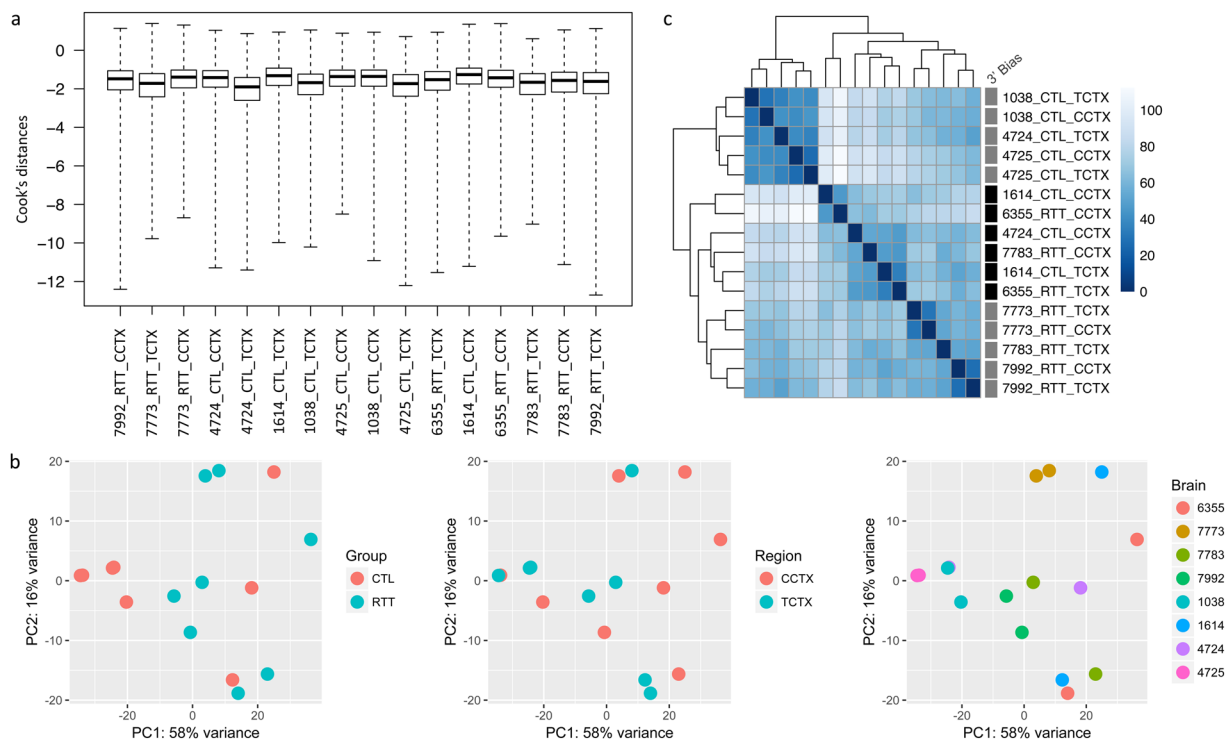 a
Cook's distances
0
−2
−4
−6
−8
−10
−12
7992_RTT_CCTX
7773_RTT_TCTX
7773_RTT_CCTX
4724_CTL_CCTX
4724_CTL_TCTX
1614_CTL_TCTX
1038_CTL_TCTX
4725_CTL_CCTX
1038_CTL_CCTX
4725_CTL_TCTX
6355_RTT_TCTX
1614_CTL_CCTX
6355_RTT_CCTX
7783_RTT_TCTX
7783_RTT_CCTX
7992_RTT_TCTX
c
3' Bias
1038_CTL_TCTX
1038_CTL_CCTX
4724_CTL_TCTX
4725_CTL_CCTX
4725_CTL_TCTX
1614_CTL_CCTX
6355_RTT_CCTX
4724_CTL_CCTX
7783_RTT_CCTX
1614_CTL_TCTX
6355_RTT_TCTX
7773_RTT_TCTX
7773_RTT_CCTX
7783_RTT_TCTX
7992_RTT_CCTX
7992_RTT_TCTX
100
80
60
40
20
0
b
PC2: 16% variance
20
10
0
-10
-20
-20 0 20
PC1: 58% variance
Group
CTL
RTT
PC2: 16% variance
20
10
0
-10
-20
-20 0 20
PC1: 58% variance
Region
CCTX
TCTX
PC2: 16% variance
20
10
0
-10
-20
-20 0 20
PC1: 58% variance
Brain
6355
7773
7783
7992
1038
1614
4724
4725